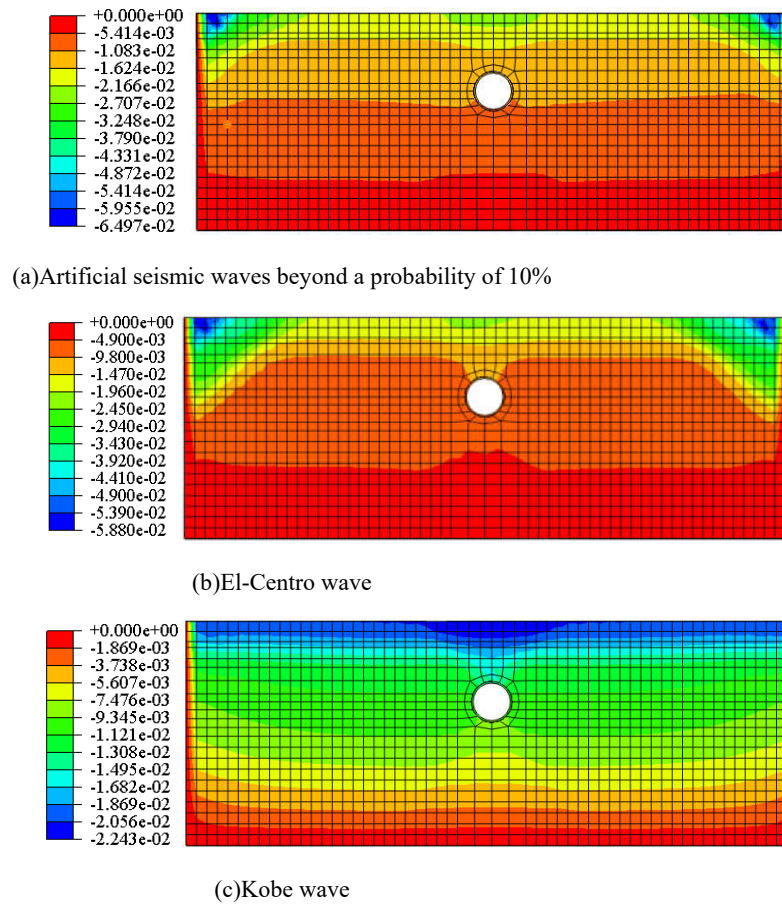 +0.000e+00
-5.414e-03
-1.083e-02
-1.624e-02
-2.166e-02
-2.707e-02
-3.248e-02
-3.790e-02
-4.331e-02
-4.872e-02
-5.414e-02
-5.955e-02
-6.497e-02
(a)Artificial seismic waves beyond a probability of 10%
+0.000e+00
-4.900e-03
-9.800e-03
-1.470e-02
-1.960e-02
-2.450e-02
-2.940e-02
-3.430e-02
-3.920e-02
-4.410e-02
-4.900e-02
-5.390e-02
-5.880e-02
(b)El-Centro wave
+0.000e+00
-1.869e-03
-3.738e-03
-5.607e-03
-7.476e-03
-9.345e-03
-1.121e-02
-1.308e-02
-1.495e-02
-1.682e-02
-1.869e-02
-2.056e-02
-2.243e-02
(c)Kobe wave